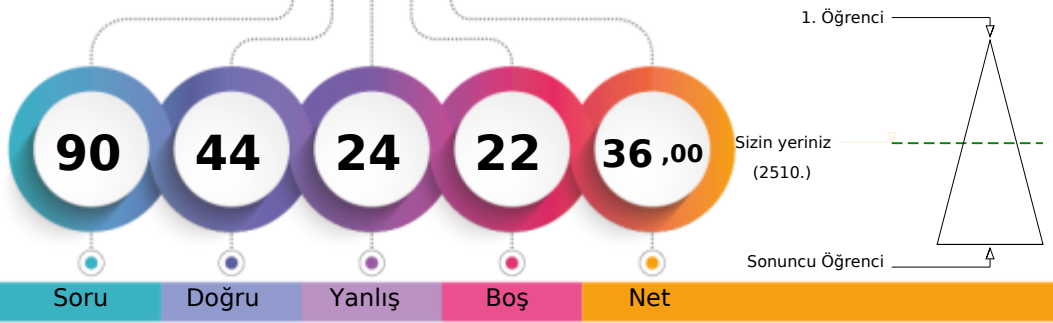 1. Öğrenci
90
44
24
22
36 ,00
Sizin yeriniz
(2510.)
Sonuncu Öğrenci
Soru
Doğru
Yanlış
Boş
Net